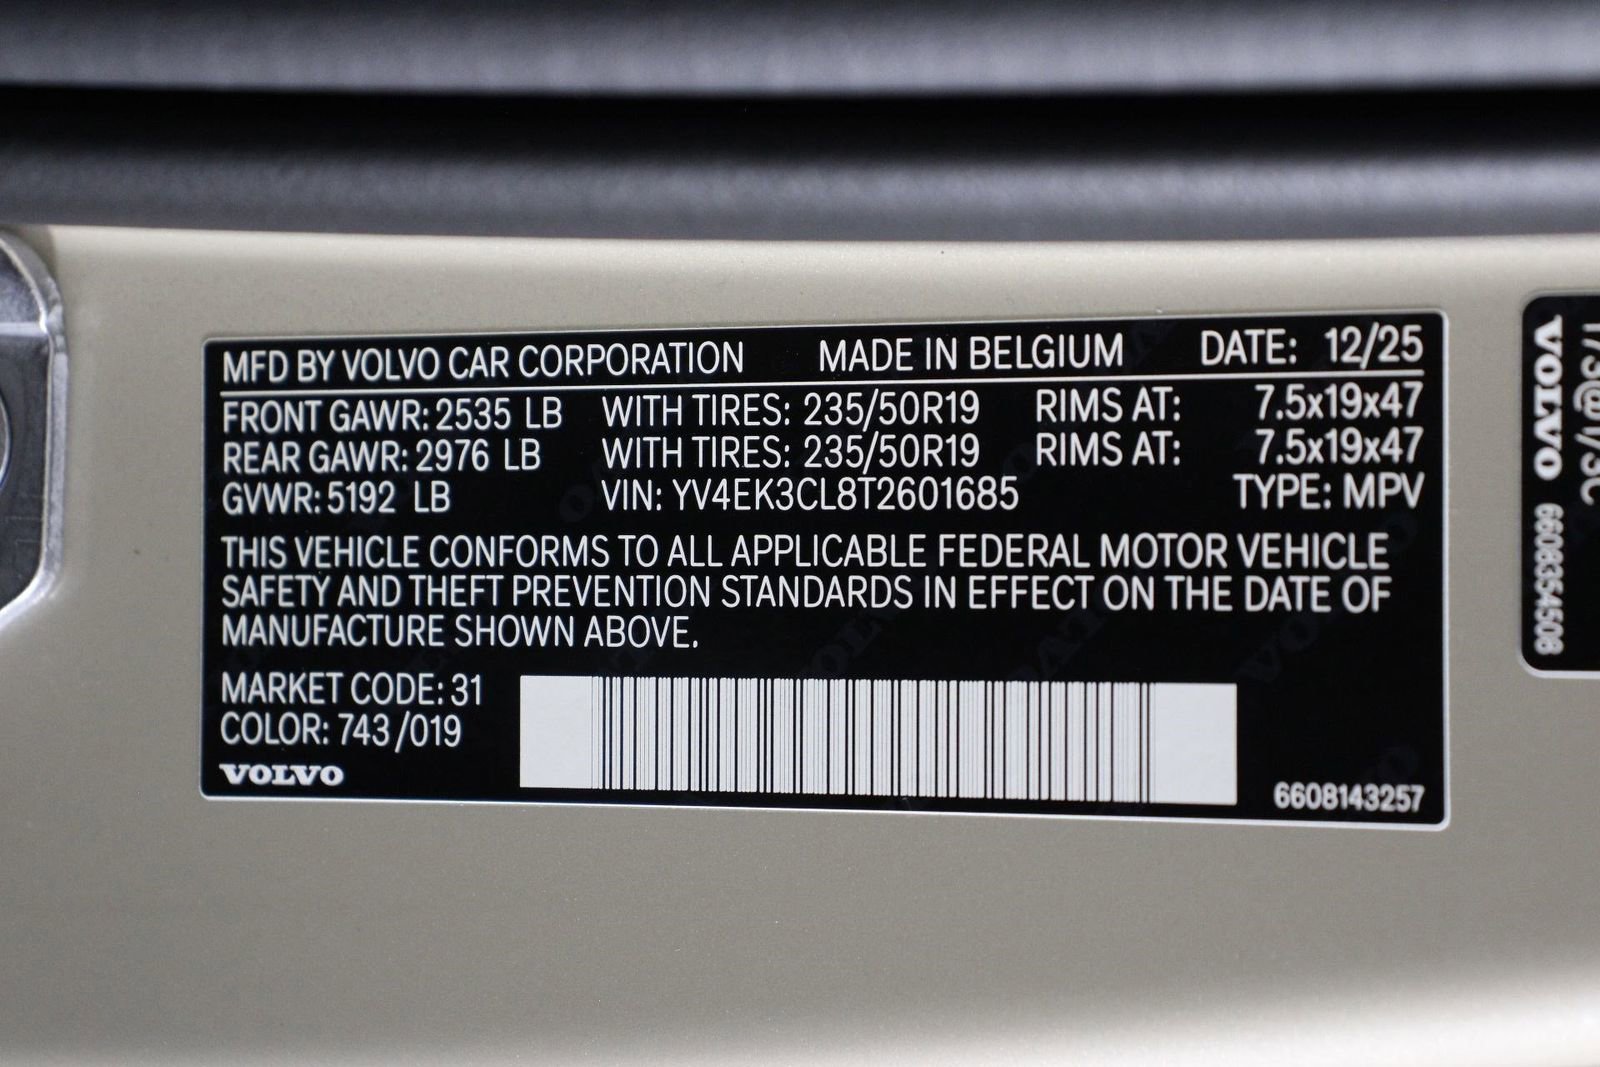 MFD BY VOLVO CAR CORPORATION MADE IN BELGIUM DATE: 12/25
FRONT GAWR: 2535 LB WITH TIRES: 235/50R19 RIMS AT: 7.5x19x47
REAR GAWR: 2976 LB WITH TIRES: 235/50R19 RIMS AT: 7.5x19x47
GVWR: 5192 LB VIN: YV4EK3CL8T2601685 TYPE: MPV
THIS VEHICLE CONFORMS TO ALL APPLICABLE FEDERAL MOTOR VEHICLE
SAFETY AND THEFT PREVENTION STANDARDS IN EFFECT ON THE DATE OF
MANUFACTURE SHOWN ABOVE.
MARKET CODE: 31
COLOR: 743/019
VOLVO
6608143257
VOLVO 6608354508